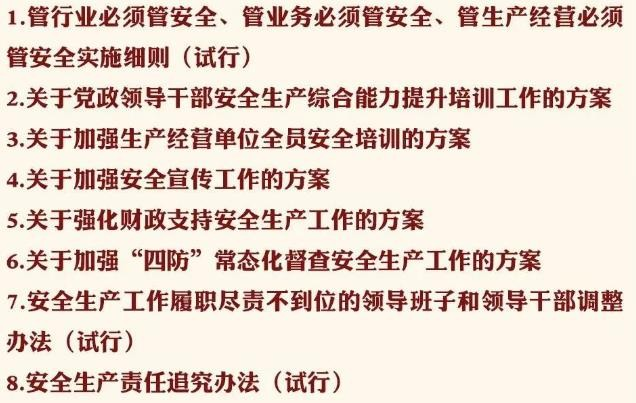 1.管行业必须管安全、管业务必须管安全、管生产经营必须
管安全实施细则（试行）
2.关于党政领导干部安全生产综合能力提升培训工作的方案
3.关于加强生产经营单位全员安全培训的方案
4.关于加强安全宣传工作的方案
5.关于强化财政支持安全生产工作的方案
6.关于加强“四防”常态化督查安全生产工作的方案
7.安全生产工作履职尽责不到位的领导班子和领导干部调整
办法（试行）
8.安全生产责任追究办法（试行）